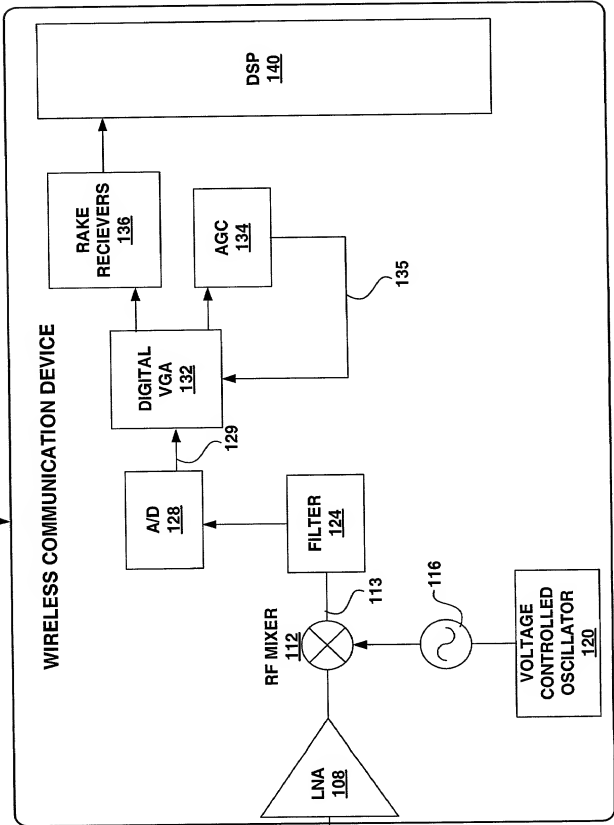 WIRELESS COMMUNICATION DEVICE
LNA
108
RF MIXER
112
113
116
VOLTAGE
CONTROLLED
OSCILLATOR
120
FILTER
124
A/D
128
129
DIGITAL
VGA
132
AGC
134
135
RAKE
RECIEVERS
136
DSP
140